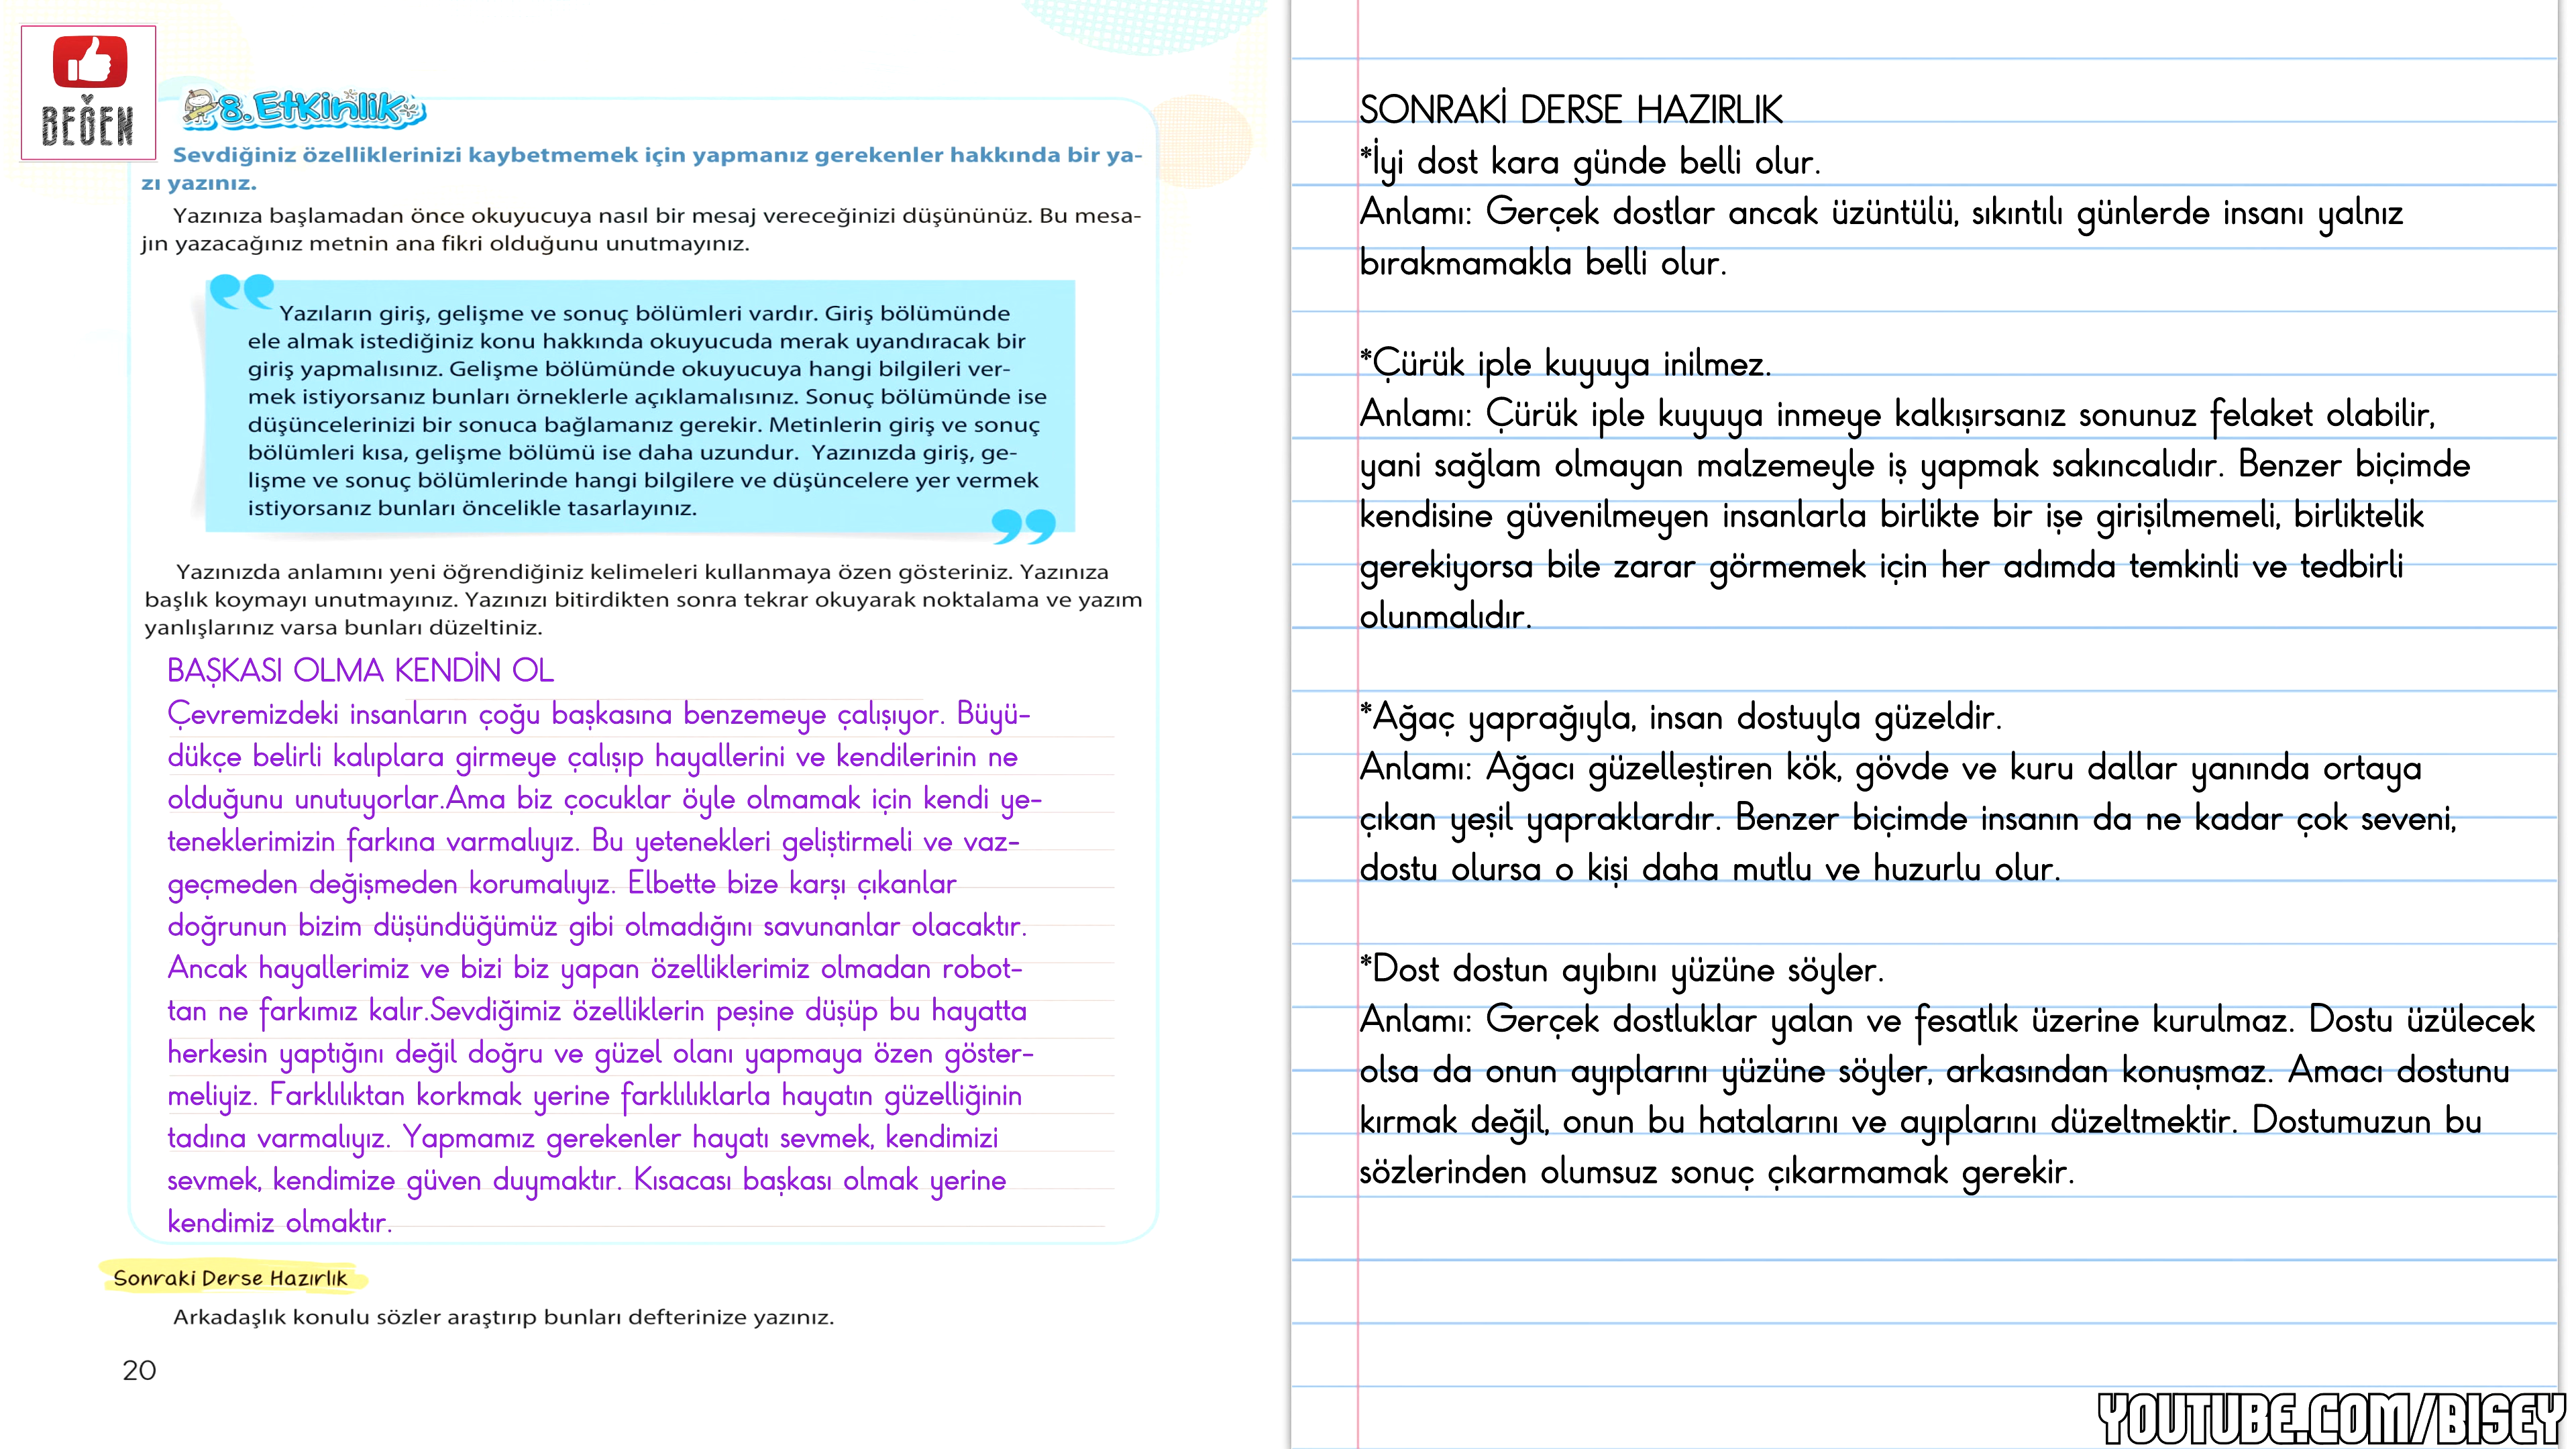 BEĞEN
8. Etkinlik
Sevdiğiniz özelliklerinizi kaybetmemek için yapmanız gerekenler hakkında bir ya-
zı yazınız.
Yazınıza başlamadan önce okuyucuya nasıl bir mesaj vereceğinizi düşününüz. Bu mesa-
jın yazacağınız metnin ana fikri olduğunu unutmayınız.
Yazıların giriş, gelişme ve sonuç bölümleri vardır. Giriş bölümünde
ele almak istediğiniz konu hakkında okuyucuda merak uyandıracak bir
giriş yapmalısınız. Gelişme bölümünde okuyucuya hangi bilgileri ver-
mek istiyorsanız bunları örneklerle açıklamalısınız. Sonuç bölümünde ise
düşüncelerinizi bir sonuca bağlamanız gerekir. Metinlerin giriş ve sonuç
bölümleri kısa, gelişme bölümü ise daha uzundur. Yazınızda giriş, ge-
lişme ve sonuç bölümlerinde hangi bilgilere ve düşüncelere yer vermek
istiyorsanız bunları öncelikle tasarlayınız.
Yazınızda anlamını yeni öğrendiğiniz kelimeleri kullanmaya özen gösteriniz. Yazınıza
başlık koymayı unutmayınız. Yazınızı bitirdikten sonra tekrar okuyarak noktalama ve yazım
yanlışlarınız varsa bunları düzeltiniz.
BAŞKASI OLMA KENDİN OL
Çevremizdeki insanların çoğu başkasına benzemeye çalışıyor. Büyü-
dükçe belirli kalıplara girmeye çalışıp hayallerini ve kendilerinin ne
olduğunu unutuyorlar.Ama biz çocuklar öyle olmamak için kendi ye-
teneklerimizin farkına varmalıyız. Bu yetenekleri geliştirmeli ve vaz-
geçmeden değişmeden korumalıyız. Elbette bize karşı çıkanlar
doğrunun bizim düşündüğümüz gibi olmadığını savunanlar olacaktır.
Ancak hayallerimiz ve bizi biz yapan özelliklerimiz olmadan robot-
tan ne farkımız kalır.Sevdiğimiz özelliklerin peşine düşüp bu hayatta
herkesin yaptığını değil doğru ve güzel olanı yapmaya özen göster-
meliyiz. Farklılıktan korkmak yerine farklılıklarla hayatın güzelliğinin
tadına varmalıyız. Yapmamız gerekenler hayatı sevmek, kendimizi
sevmek, kendimize güven duymaktır. Kısacası başkası olmak yerine
kendimiz olmaktır.
Sonraki Derse Hazırlık
Arkadaşlık konulu sözler araştırıp bunları defterinize yazınız.
20
SONRAKİ DERSE HAZIRLIK
*İyi dost kara günde belli olur.
Anlamı: Gerçek dostlar ancak üzüntülü, sıkıntılı günlerde insanı yalnız
bırakmamakla belli olur.
*Çürük iple kuyuya inilmez.
Anlamı: Çürük iple kuyuya inmeye kalkışırsanız sonunuz felaket olabilir,
yani sağlam olmayan malzemeyle iş yapmak sakıncalıdır. Benzer biçimde
kendisine güvenilmeyen insanlarla birlikte bir işe girişilmemeli, birliktelik
gerekiyorsa bile zarar görmemek için her adımda temkinli ve tedbirli
olunmalıdır.
*Ağaç yaprağıyla, insan dostuyla güzeldir.
Anlamı: Ağacı güzelleştiren kök, gövde ve kuru dallar yanında ortaya
çıkan yeşil yapraklardır. Benzer biçimde insanın da ne kadar çok seveni,
dostu olursa o kişi daha mutlu ve huzurlu olur.
*Dost dostun ayıbını yüzüne söyler.
Anlamı: Gerçek dostluklar yalan ve fesatlık üzerine kurulmaz. Dostu üzülecek
olsa da onun ayıplarını yüzüne söyler, arkasından konuşmaz. Amacı dostunu
kırmak değil, onun bu hatalarını ve ayıplarını düzeltmektir. Dostumuzun bu
sözlerinden olumsuz sonuç çıkarmamak gerekir.
YOUTUBE.COM/BISEY